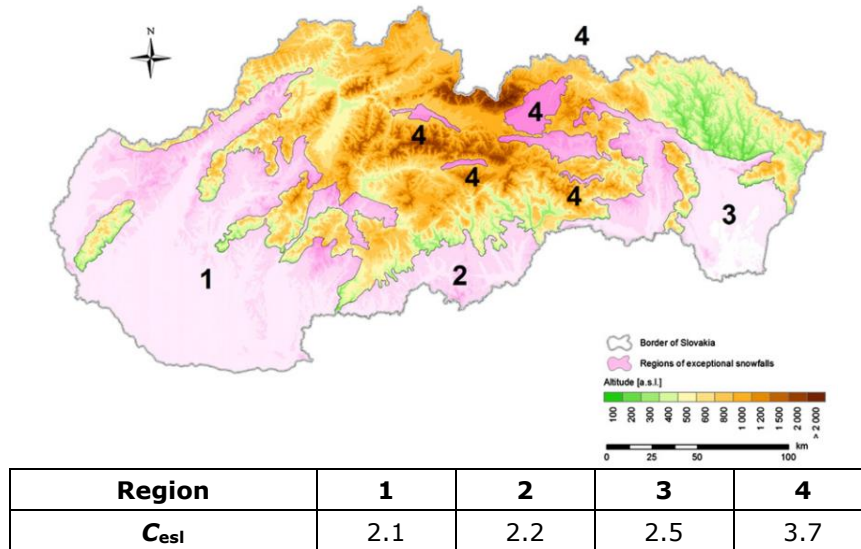 N
4
4
4
4
4
3
1
2
Border of Slovakia
Regions of exceptional snowfalls
Altitude [a.s.l.]
100 200 300 400 500 600 800 1 000 1 200 1 500 2 000 > 2 000
km
0 25 50 100
Region 1 2 3 4
Cesl 2.1 2.2 2.5 3.7